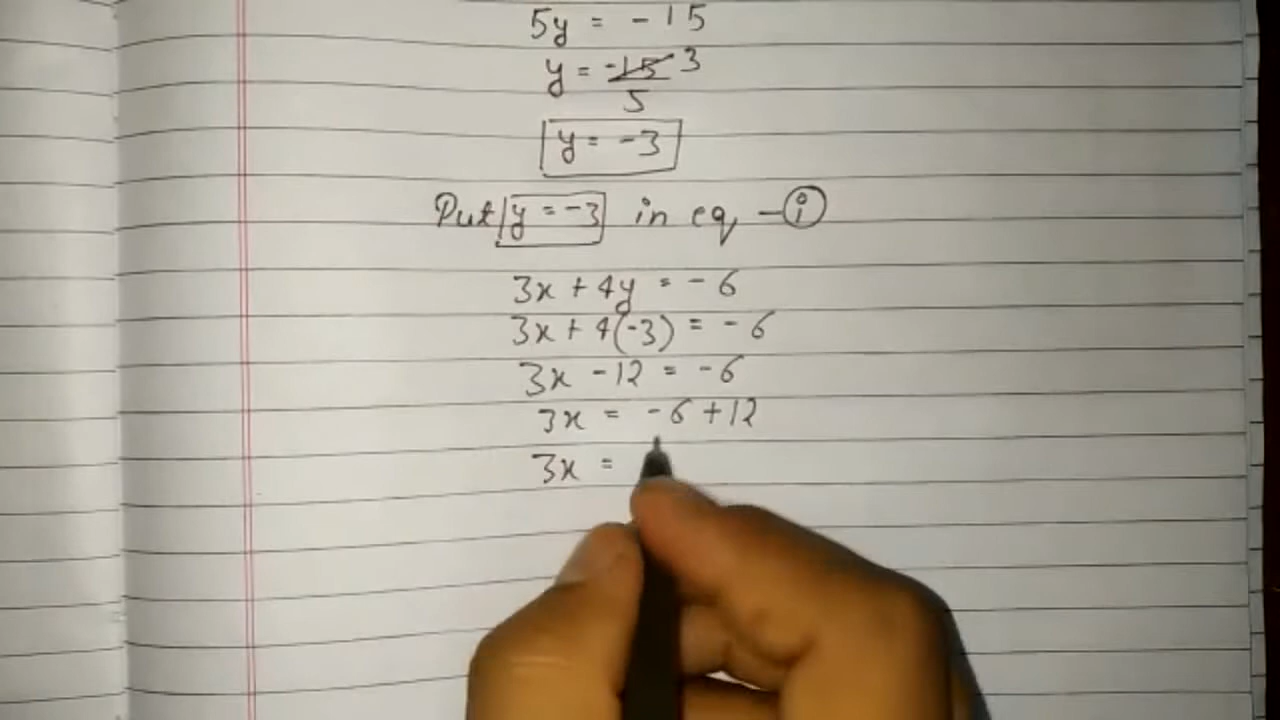 5y = -15
y = -15 3
5
y = -3
Put y = -3 in eq - i
3x + 4y = -6
3x + 4(-3) = -6
3x - 12 = -6
3x = -6 + 12
3x =